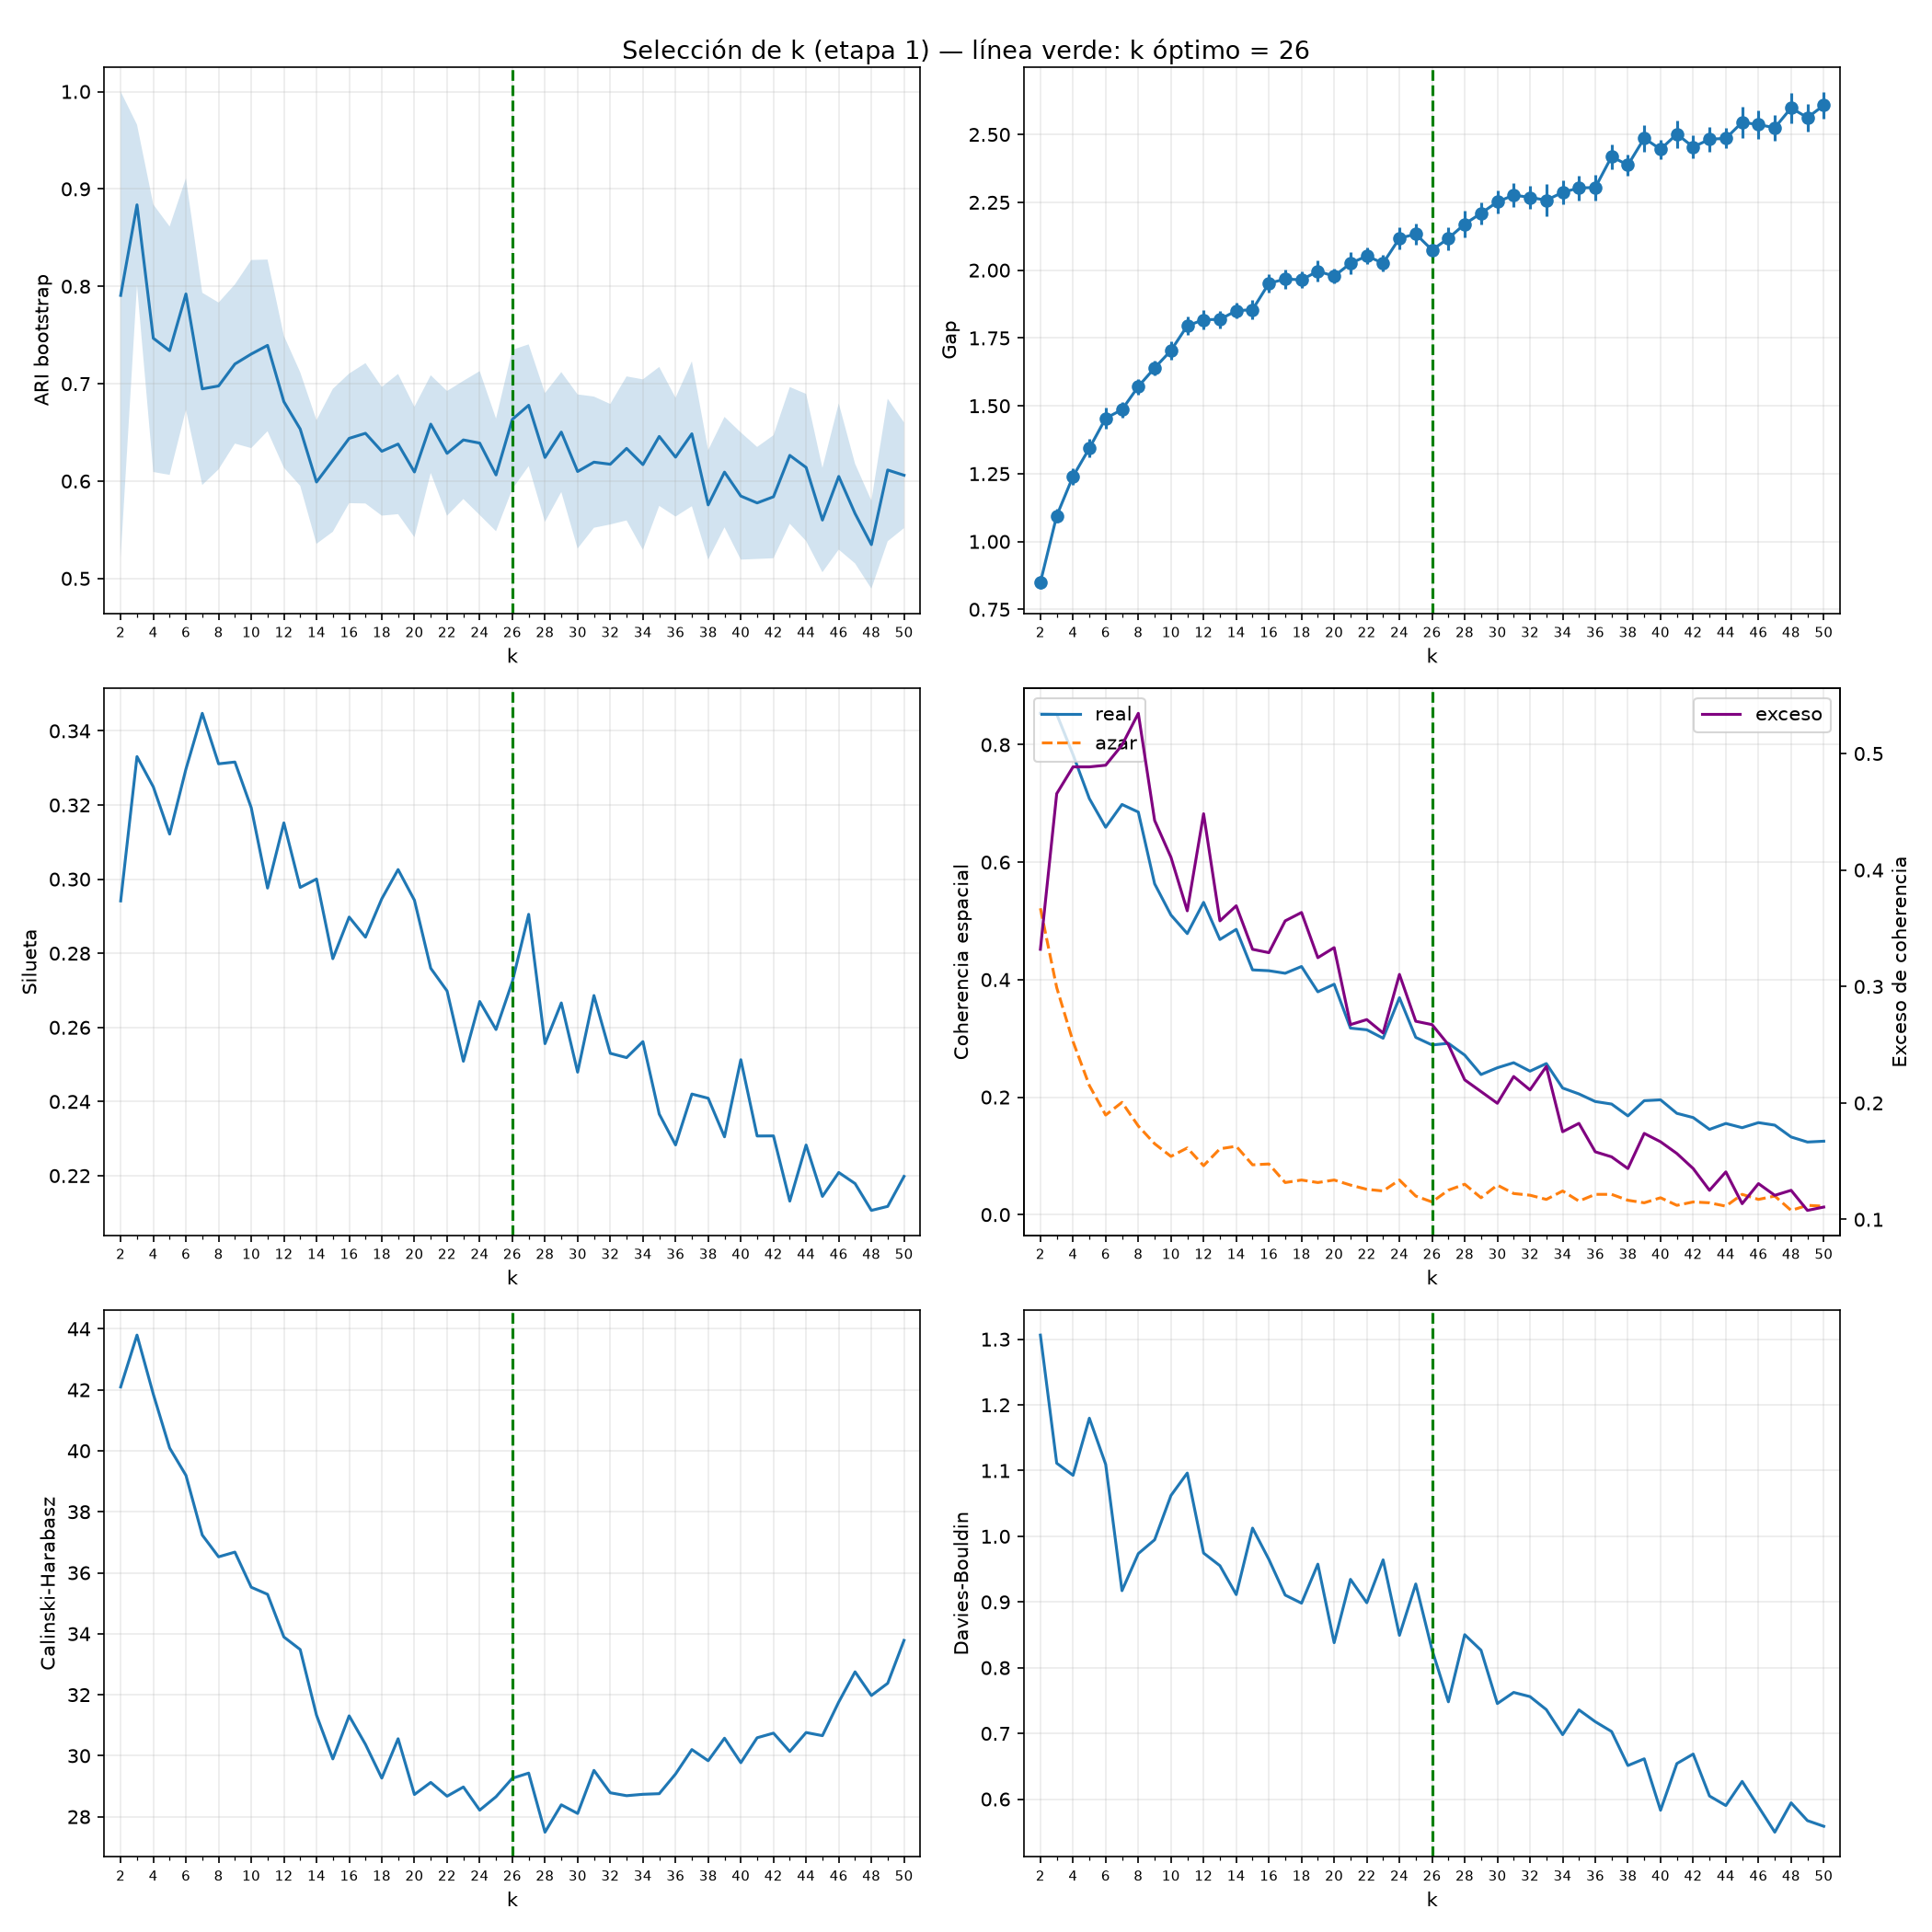 Selección de k (etapa 1) — línea verde: k óptimo = 26
1.0
0.9
0.8
0.7
0.6
0.5
ARI bootstrap
2 4 6 8 10 12 14 16 18 20 22 24 26 28 30 32 34 36 38 40 42 44 46 48 50
k
2.50
2.25
2.00
1.75
1.50
1.25
1.00
0.75
Gap
2 4 6 8 10 12 14 16 18 20 22 24 26 28 30 32 34 36 38 40 42 44 46 48 50
k
0.34
0.32
0.30
0.28
0.26
0.24
0.22
Silueta
2 4 6 8 10 12 14 16 18 20 22 24 26 28 30 32 34 36 38 40 42 44 46 48 50
k
real
azar
exceso
0.8
0.6
0.4
0.2
0.0
Coherencia espacial
0.5
0.4
0.3
0.2
0.1
Exceso de coherencia
2 4 6 8 10 12 14 16 18 20 22 24 26 28 30 32 34 36 38 40 42 44 46 48 50
k
44
42
40
38
36
34
32
30
28
Calinski-Harabasz
2 4 6 8 10 12 14 16 18 20 22 24 26 28 30 32 34 36 38 40 42 44 46 48 50
k
1.3
1.2
1.1
1.0
0.9
0.8
0.7
0.6
Davies-Bouldin
2 4 6 8 10 12 14 16 18 20 22 24 26 28 30 32 34 36 38 40 42 44 46 48 50
k